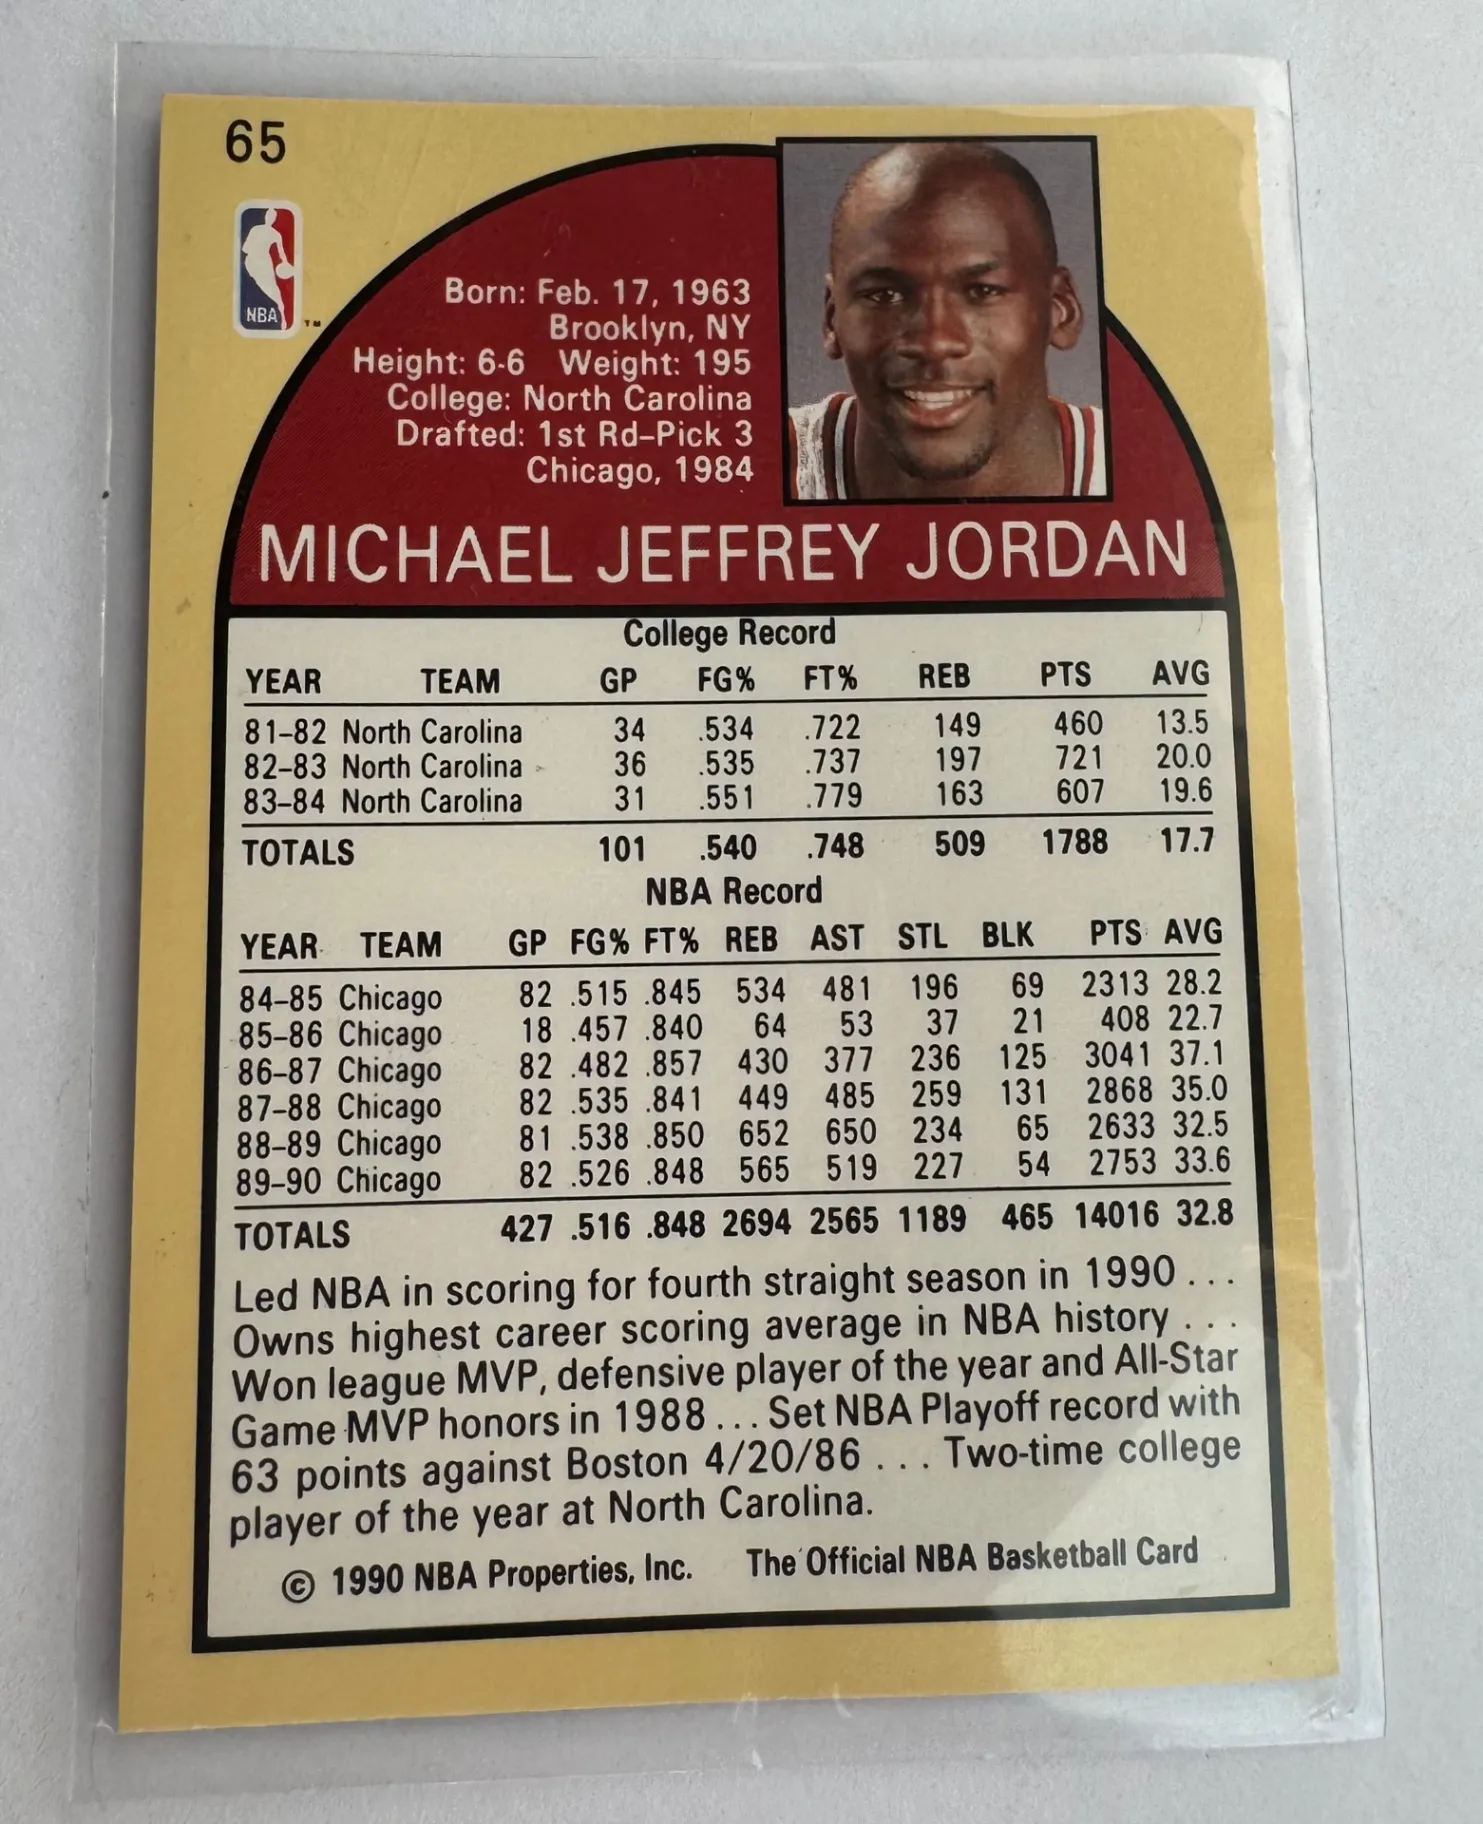 65
NBA
TM
Born: Feb. 17, 1963
Brooklyn, NY
Height: 6-6 Weight: 195
College: North Carolina
Drafted: 1st Rd–Pick 3
Chicago, 1984
MICHAEL JEFFREY JORDAN
College Record
YEAR TEAM GP FG% FT% REB PTS AVG
81–82 North Carolina 34 .534 .722 149 460 13.5
82–83 North Carolina 36 .535 .737 197 721 20.0
83–84 North Carolina 31 .551 .779 163 607 19.6
TOTALS 101 .540 .748 509 1788 17.7
NBA Record
YEAR TEAM GP FG% FT% REB AST STL BLK PTS AVG
84–85 Chicago 82 .515 .845 534 481 196 69 2313 28.2
85–86 Chicago 18 .457 .840 64 53 37 21 408 22.7
86–87 Chicago 82 .482 .857 430 377 236 125 3041 37.1
87–88 Chicago 82 .535 .841 449 485 259 131 2868 35.0
88–89 Chicago 81 .538 .850 652 650 234 65 2633 32.5
89–90 Chicago 82 .526 .848 565 519 227 54 2753 33.6
TOTALS 427 .516 .848 2694 2565 1189 465 14016 32.8
Led NBA in scoring for fourth straight season in 1990 . . .
Owns highest career scoring average in NBA history . . .
Won league MVP, defensive player of the year and All-Star
Game MVP honors in 1988 . . . Set NBA Playoff record with
63 points against Boston 4/20/86 . . . Two-time college
player of the year at North Carolina.
© 1990 NBA Properties, Inc. The Official NBA Basketball Card